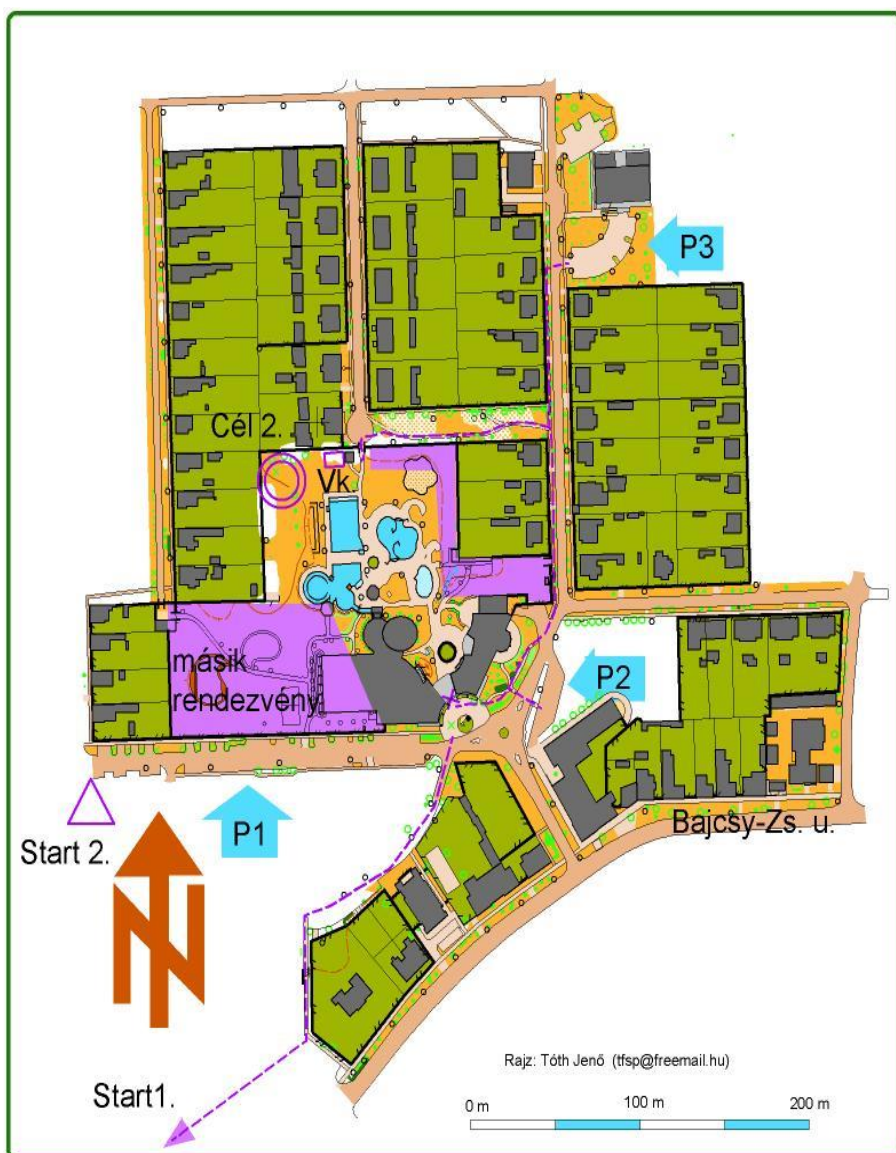 P3
Cél 2.
Vk.
másik
rendezvény
P2
P1
Bajcsy-Zs. u.
Start 2.
N
Start1.
Rajz: Tóth Jenő (tfsp@freemail.hu)
0 m
100 m
200 m